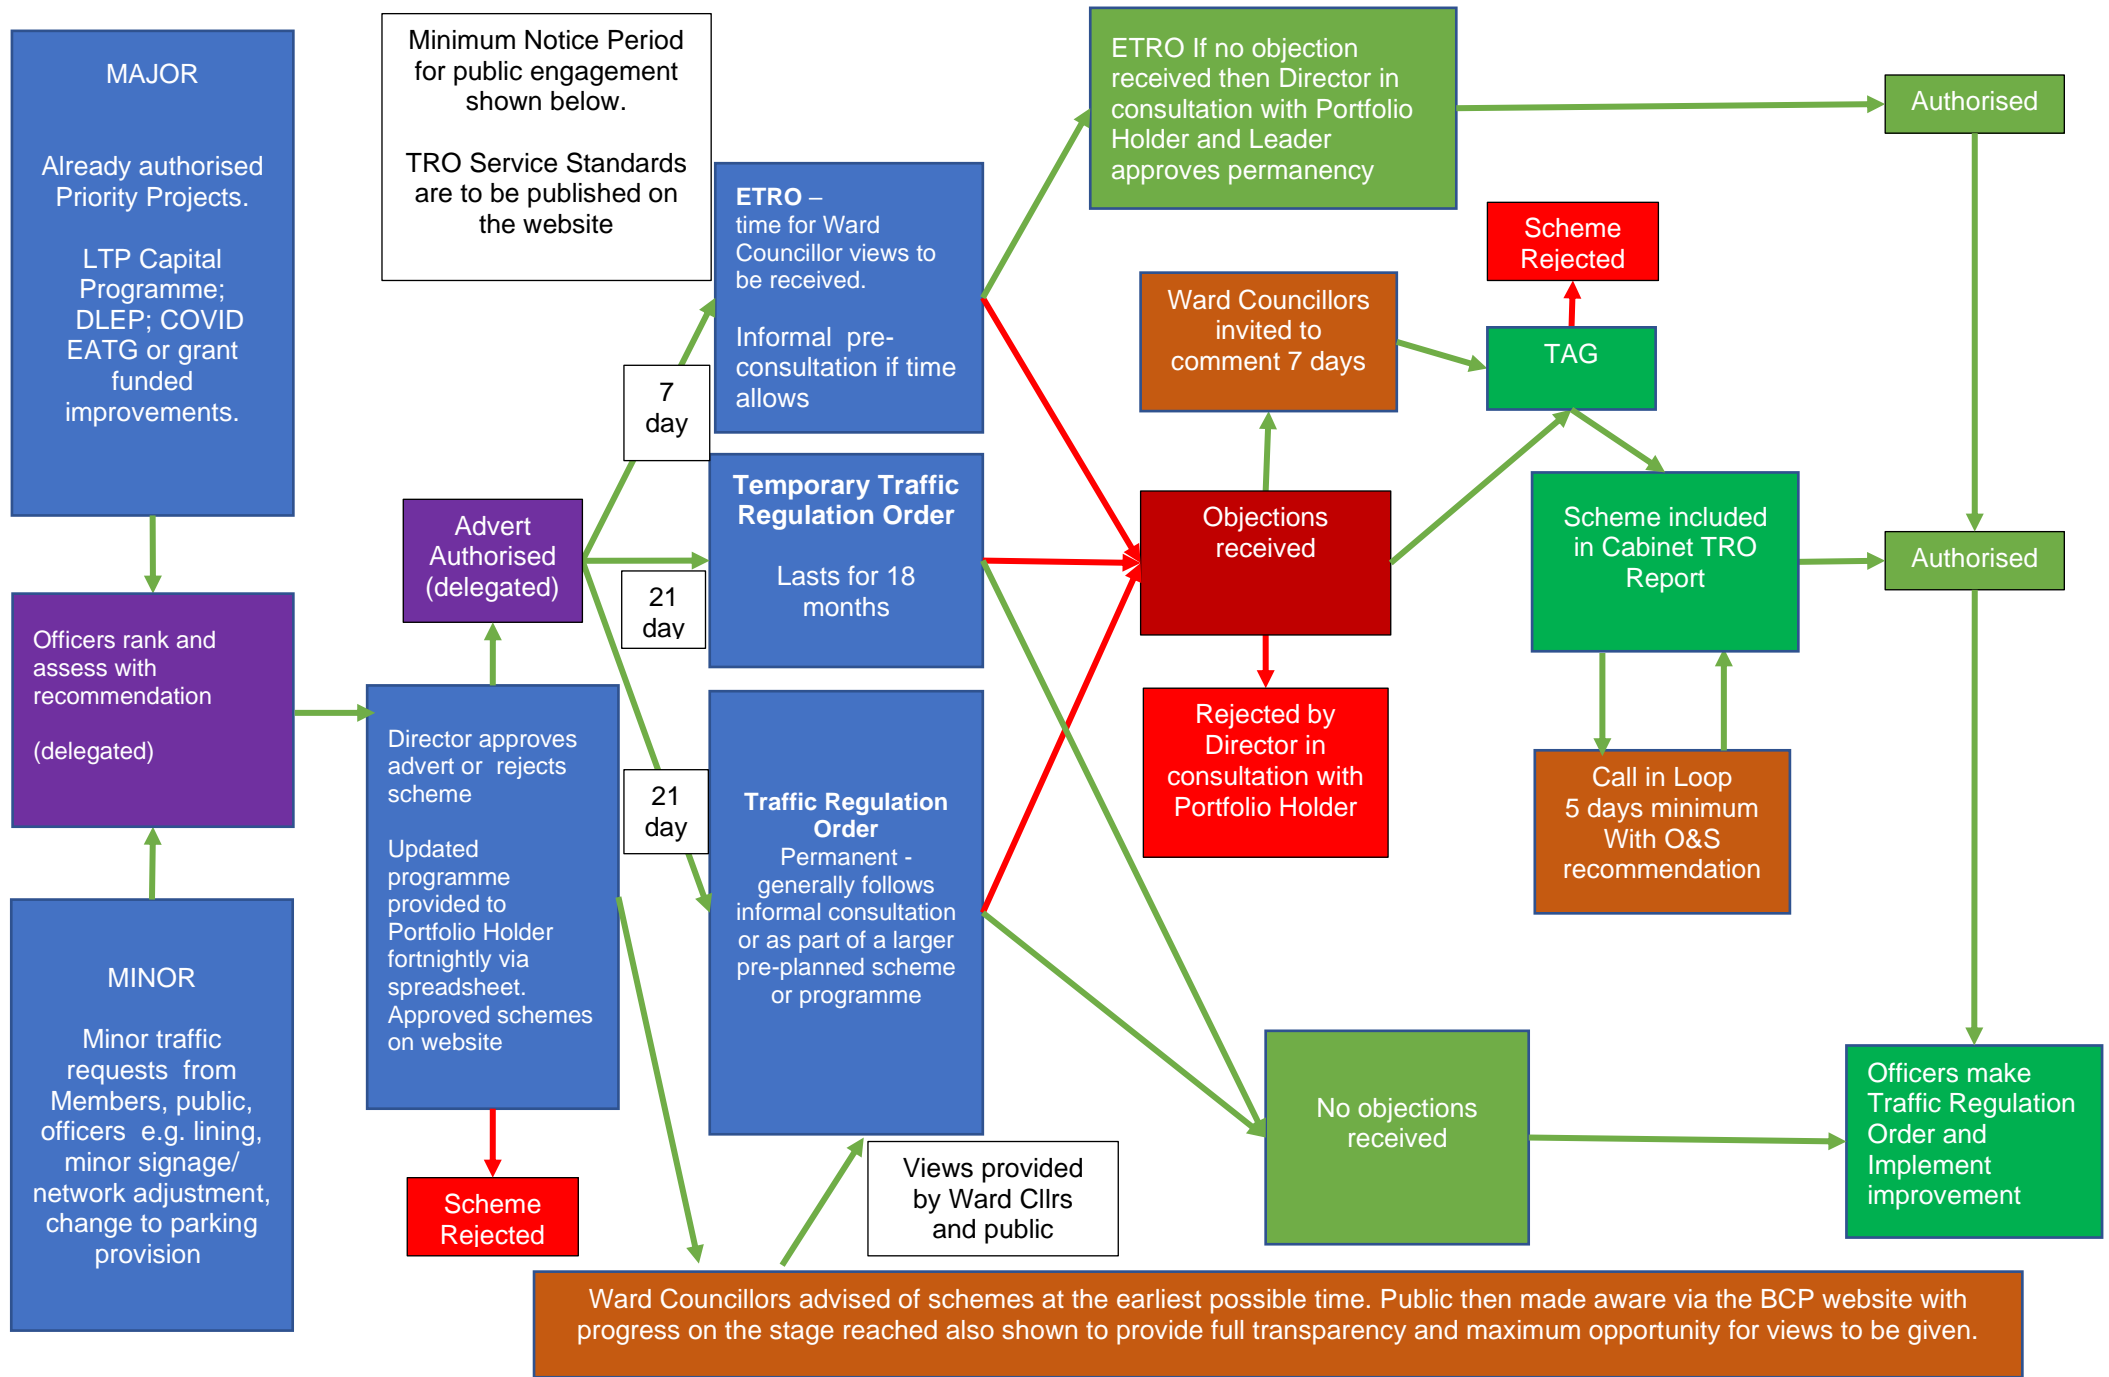 MAJOR
Already authorised
Priority Projects.
LTP Capital
Programme;
DLEP; COVID
EATG or grant
funded
improvements.
Officers rank and
assess with
recommendation
(delegated)
MINOR
Minor traffic
requests from
Members, public,
officers e.g. lining,
minor signage/
network adjustment,
change to parking
provision
Minimum Notice Period
for public engagement
shown below.
TRO Service Standards
are to be published on
the website
Advert
Authorised
(delegated)
Director approves
advert or rejects
scheme
Updated
programme
provided to
Portfolio Holder
fortnightly via
spreadsheet.
Approved schemes
on website
Scheme
Rejected
7
day
21
day
21
day
ETRO –
time for Ward
Councillor views to
be received.
Informal pre-
consultation if time
allows
Temporary Traffic
Regulation Order
Lasts for 18
months
Traffic Regulation
Order
Permanent -
generally follows
informal consultation
or as part of a larger
pre-planned scheme
or programme
Views provided
by Ward Cllrs
and public
ETRO If no objection
received then Director in
consultation with Portfolio
Holder and Leader
approves permanency
Ward Councillors
invited to
comment 7 days
Objections
received
Rejected by
Director in
consultation with
Portfolio Holder
No objections
received
Scheme
Rejected
TAG
Scheme included
in Cabinet TRO
Report
Call in Loop
5 days minimum
With O&S
recommendation
Authorised
Authorised
Officers make
Traffic Regulation
Order and
Implement
improvement
Ward Councillors advised of schemes at the earliest possible time. Public then made aware via the BCP website with
progress on the stage reached also shown to provide full transparency and maximum opportunity for views to be given.